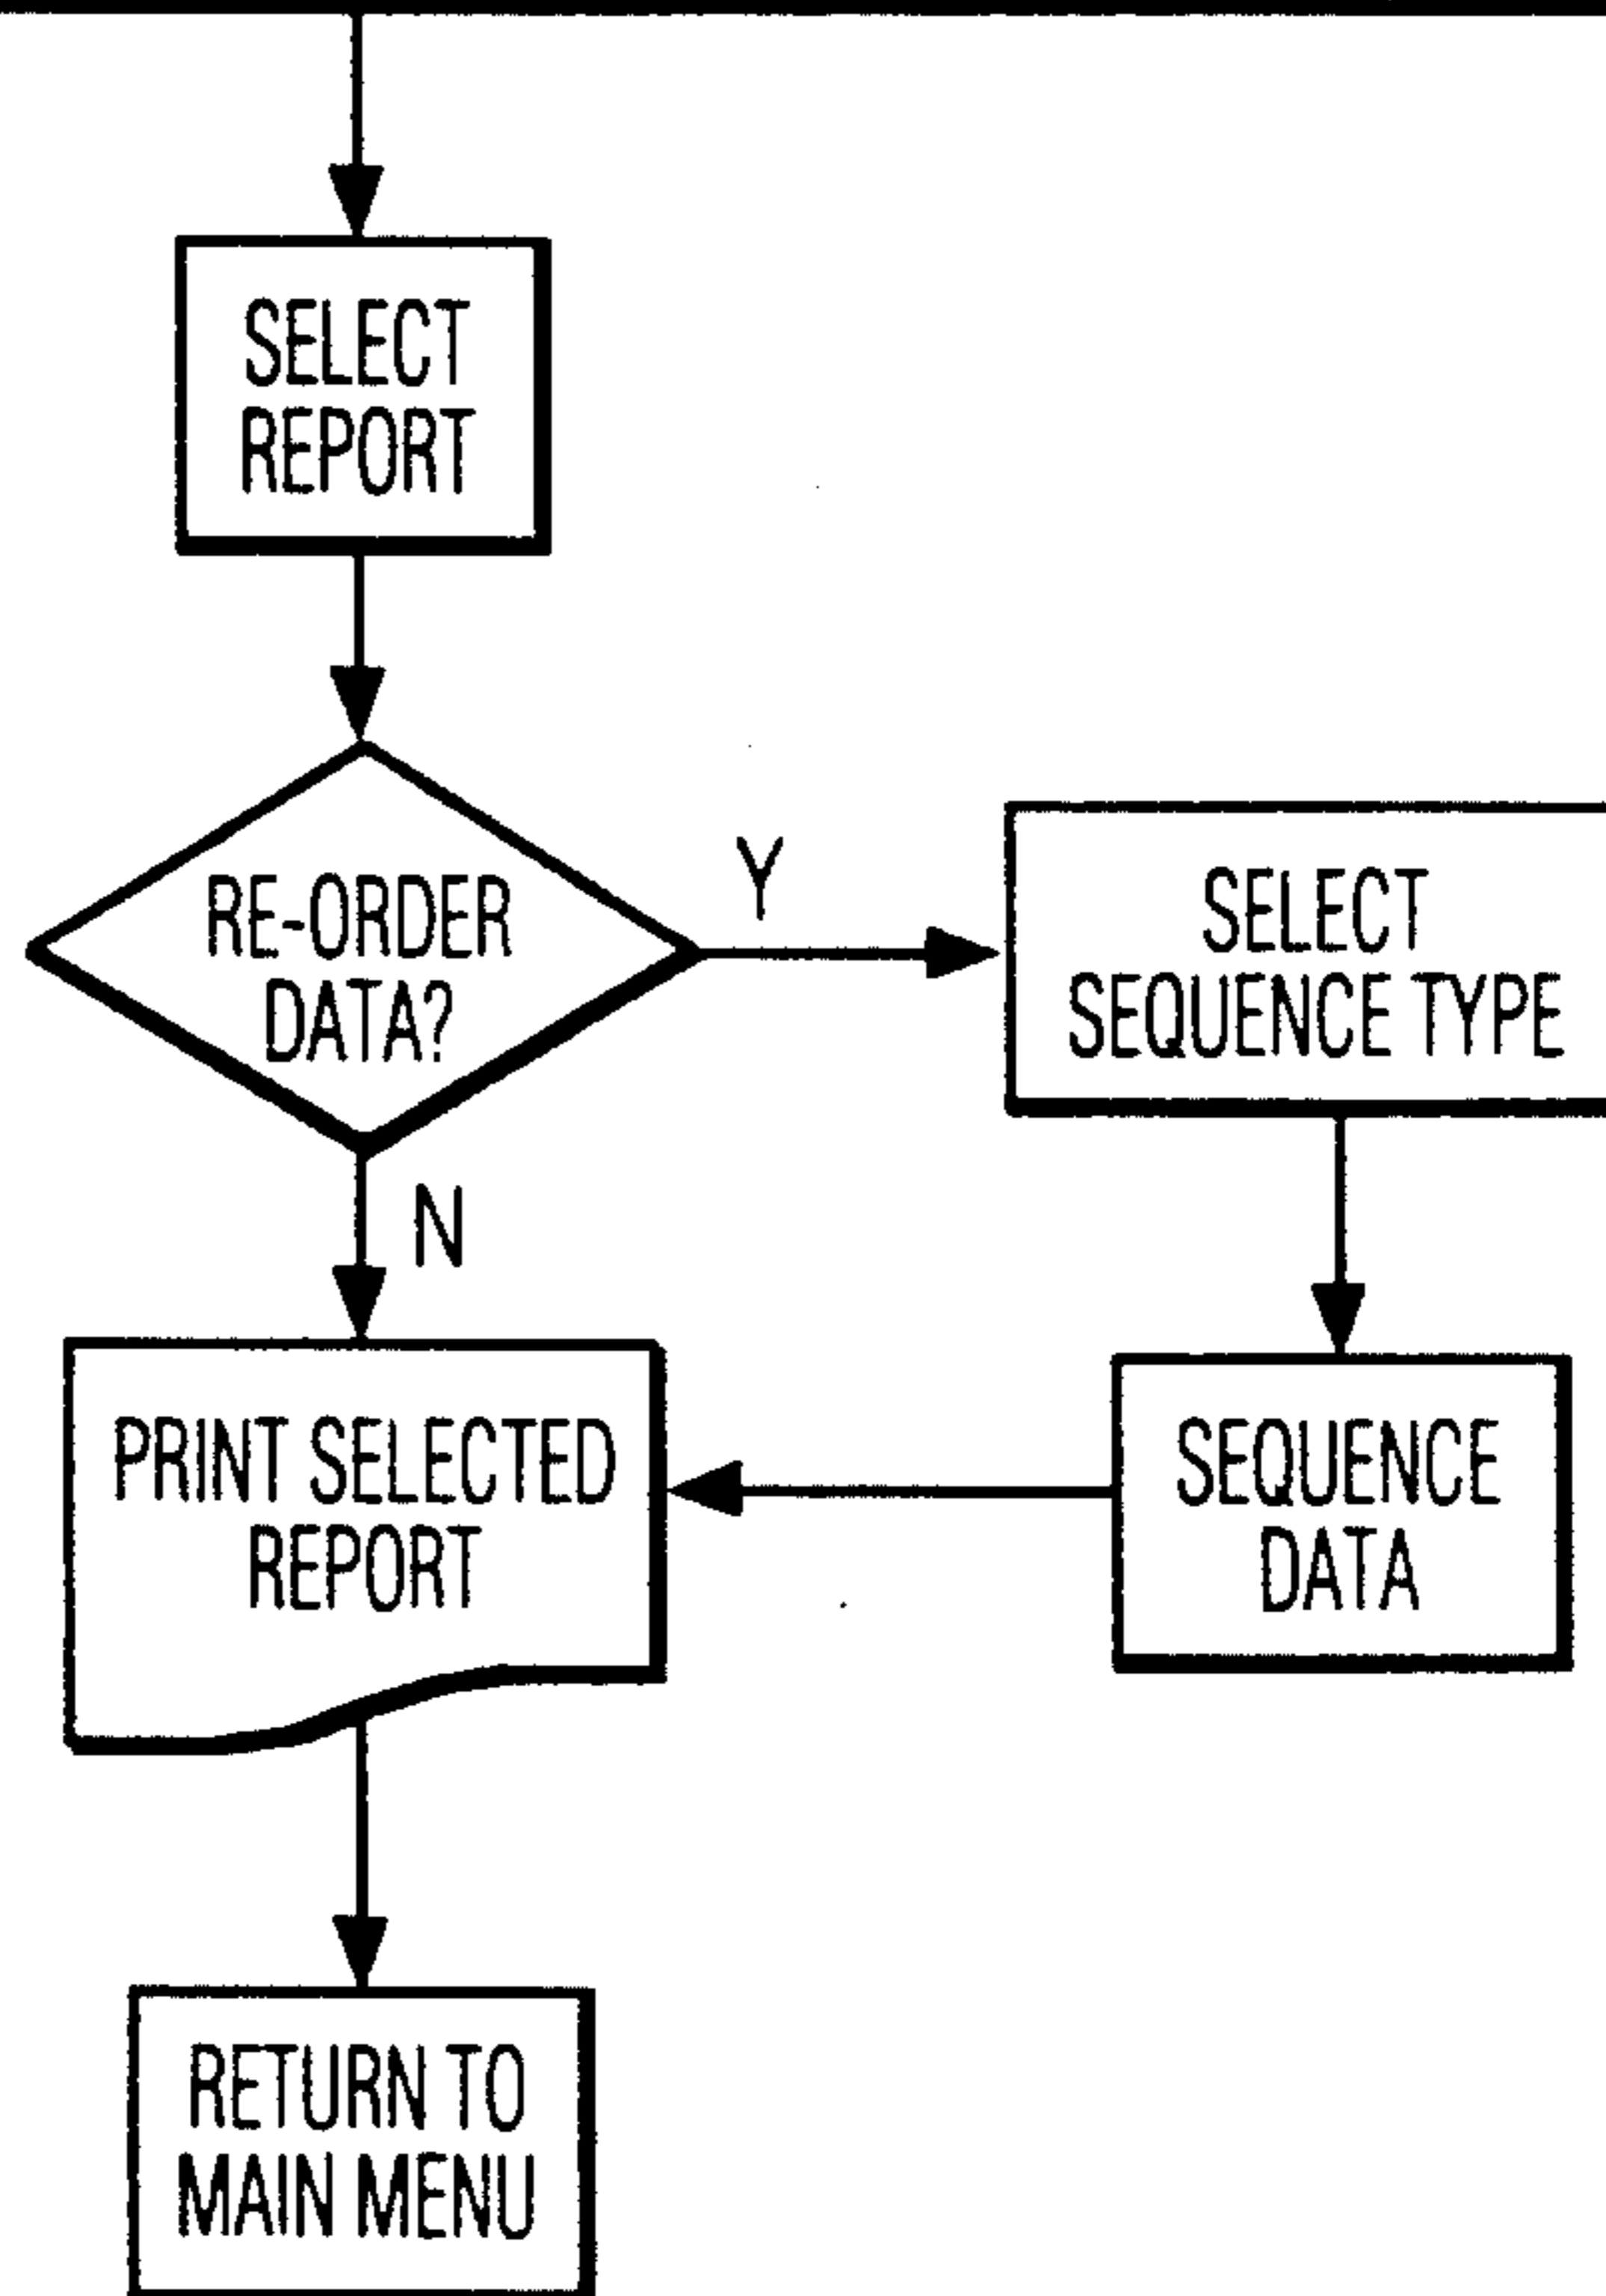 SELECT
REPORT
RE-ORDER
DATA?
Y
SELECT
SEQUENCE TYPE
N
PRINT SELECTED
REPORT
SEQUENCE
DATA
RETURN TO
MAIN MENU